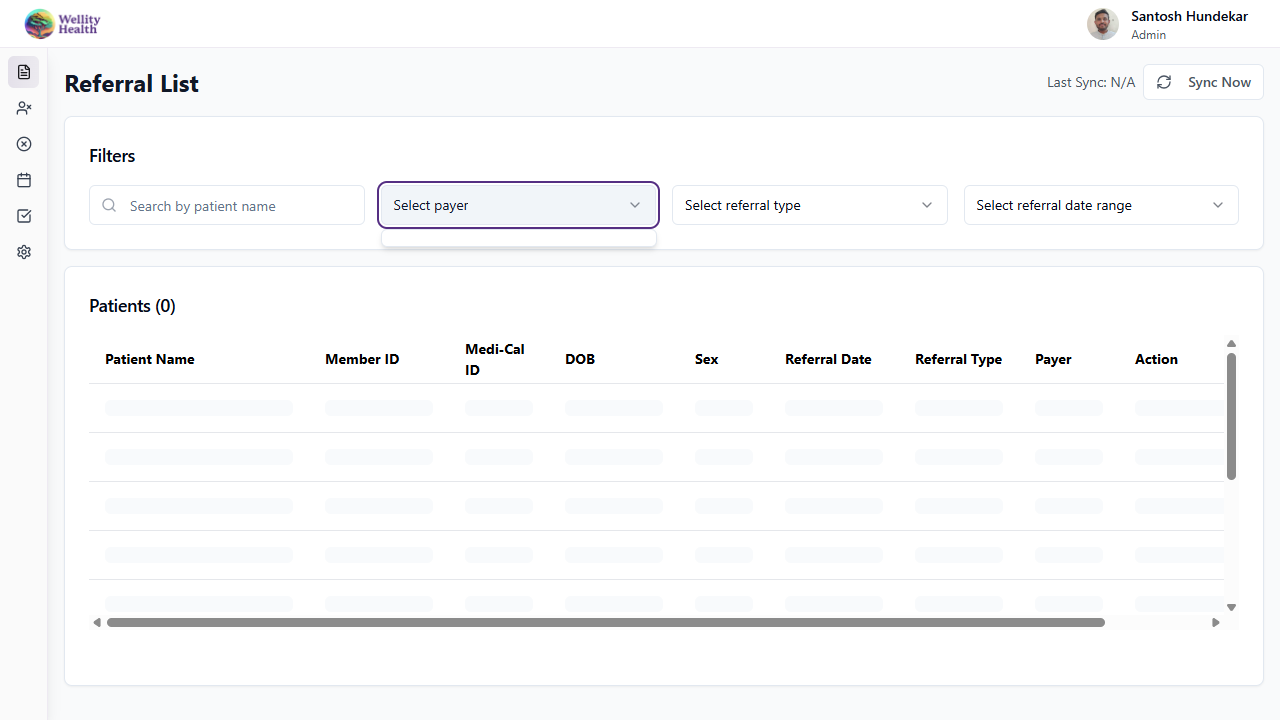 Wellity
Health
Santosh Hundekar
Admin
Referral List
Last Sync: N/A
Sync Now
Filters
Search by patient name
Select payer
Select referral type
Select referral date range
Patients (0)
Patient Name
Member ID
Medi-Cal
ID
DOB
Sex
Referral Date
Referral Type
Payer
Action